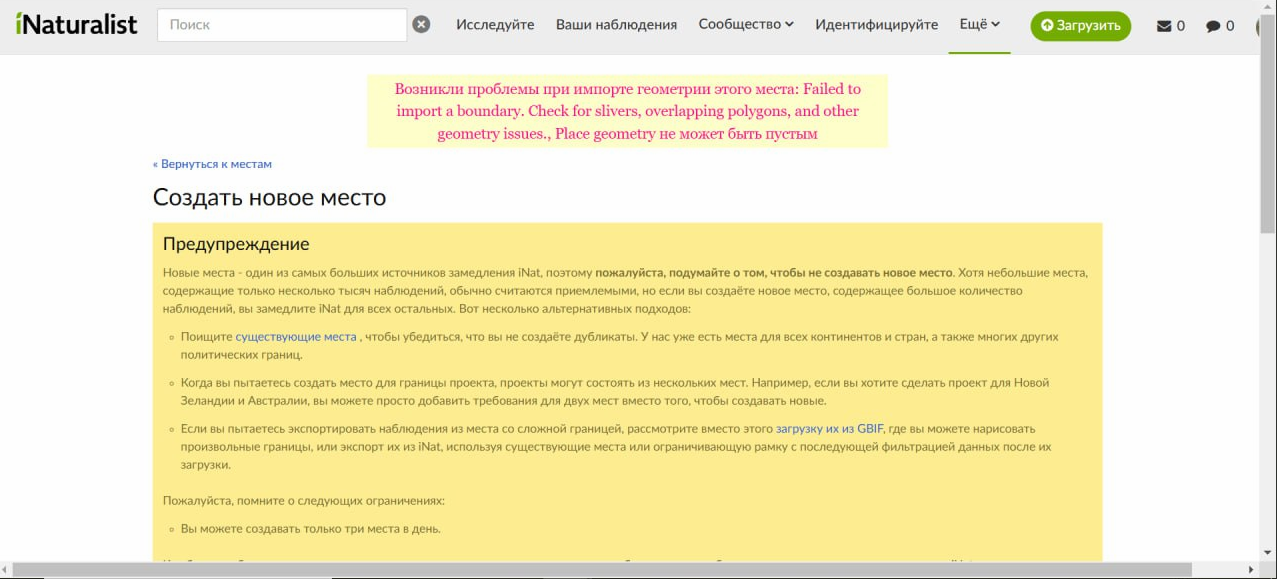 iNaturalist
Поиск
Исследуйте Ваши наблюдения Сообщество Идентифицируйте Ещё Загрузить 0 0
Возникли проблемы при импорте геометрии этого места: Failed to
import a boundary. Check for slivers, overlapping polygons, and other
geometry issues., Place geometry не может быть пустым
« Вернуться к местам
Создать новое место
Предупреждение
Новые места - один из самых больших источников замедления iNat, поэтому пожалуйста, подумайте о том, чтобы не создавать новое место. Хотя небольшие места,
содержащие только несколько тысяч наблюдений, обычно считаются приемлемыми, но если вы создаёте новое место, содержащее большое количество
наблюдений, вы замедлите iNat для всех остальных. Вот несколько альтернативных подходов:
Поищите существующие места , чтобы убедиться, что вы не создаёте дубликаты. У нас уже есть места для всех континентов и стран, а также многих других
политических границ.
Когда вы пытаетесь создать место для границы проекта, проекты могут состоять из нескольких мест. Например, если вы хотите сделать проект для Новой
Зеландии и Австралии, вы можете просто добавить требования для двух мест вместо того, чтобы создавать новые.
Если вы пытаетесь экспортировать наблюдения из места со сложной границей, рассмотрите вместо этого загрузку их из GBIF, где вы можете нарисовать
произвольные границы, или экспорт их из iNat, используя существующие места или ограничивающую рамку с последующей фильтрацией данных после их
загрузки.
Пожалуйста, помните о следующих ограничениях:
Вы можете создавать только три места в день.